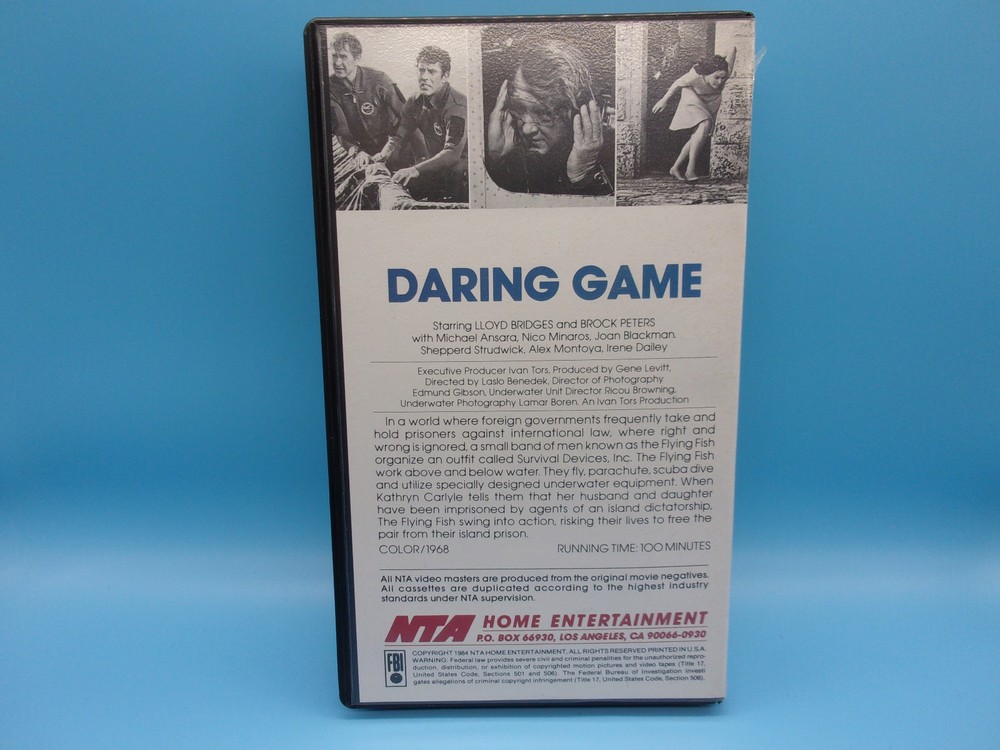 DARING GAME
Starring LLOYD BRIDGES and BROCK PETERS
with Michael Ansara, Nico Minaros, Joan Blackman.
Shepperd Strudwick, Alex Montoya, Irene Dailey
Executive Producer Ivan Tors, Produced by Gene Levitt,
Directed by Laslo Benedek, Director of Photography
Edmund Gibson, Underwater Unit Director Ricou Browning,
Underwater Photography Lamar Boren. An Ivan Tors Production
In a world where foreign governments frequently take and
hold prisoners against international law, where right and
wrong is ignored, a small band of men known as the Flying Fish
organize an outfit called Survival Devices, Inc. The Flying Fish
work above and below water. They fly, parachute, scuba dive
and utilize specially designed underwater equipment. When
Kathryn Carlyle tells them that her husband and daughter
have been imprisoned by agents of an island dictatorship,
The Flying Fish swing into action, risking their lives to free the
pair from their island prison.
COLOR/1968 RUNNING TIME: 100 MINUTES
All NTA video masters are produced from the original movie negatives.
All cassettes are duplicated according to the highest industry
standards under NTA supervision.
NTA HOME ENTERTAINMENT
P.O. BOX 66930, LOS ANGELES, CA 90066-0930
FBI
COPYRIGHT 1984 NTA HOME ENTERTAINMENT, ALL RIGHTS RESERVED PRINTED IN U.S.A.
WARNING: Federal law provides severe civil and criminal penalties for the unauthorized repro-
duction, distribution, or exhibition of copyrighted motion pictures and video tapes (Title 17,
United States Code, Sections 501 and 506). The Federal Bureau of Investigation investi
gates allegations of criminal copyright infringement (Title 17, United States Code, Section 506).